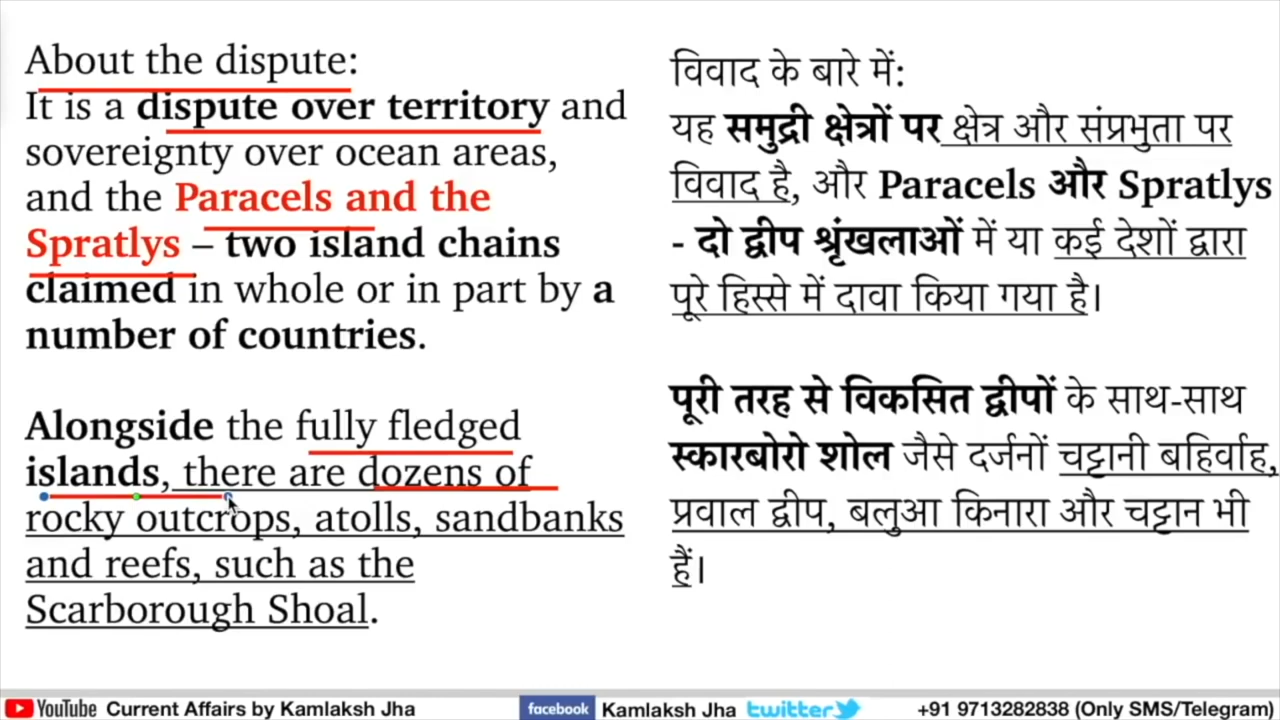 About the dispute:
It is a dispute over territory and
sovereignty over ocean areas,
and the Paracels and the
Spratlys – two island chains
claimed in whole or in part by a
number of countries.
Alongside the fully fledged
islands, there are dozens of
rocky outcrops, atolls, sandbanks
and reefs, such as the
Scarborough Shoal.
विवाद के बारे में:
यह समुद्री क्षेत्रों पर क्षेत्र और संप्रभुता पर
विवाद है, और Paracels और Spratlys
- दो द्वीप श्रृंखलाओं में या कई देशों द्वारा
पूरे हिस्से में दावा किया गया है।
पूरी तरह से विकसित द्वीपों के साथ-साथ
स्कारबोरो शोल जैसे दर्जनों चट्टानी बहिर्वाह,
प्रवाल द्वीप, बलुआ किनारा और चट्टान भी
हैं।
YouTube Current Affairs by Kamlaksh Jha facebook Kamlaksh Jha twitter +91 9713282838 (Only SMS/Telegram)